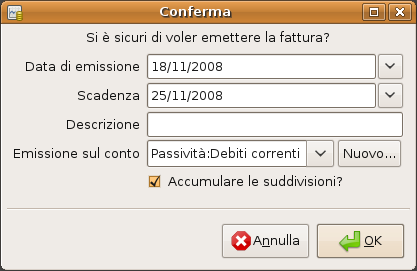 Conferma
Si è sicuri di voler emettere la fattura?
Data di emissione 18/11/2008
Scadenza 25/11/2008
Descrizione
Emissione sul conto Passività:Debiti correnti Nuovo...
Accumulare le suddivisioni?
Annulla OK